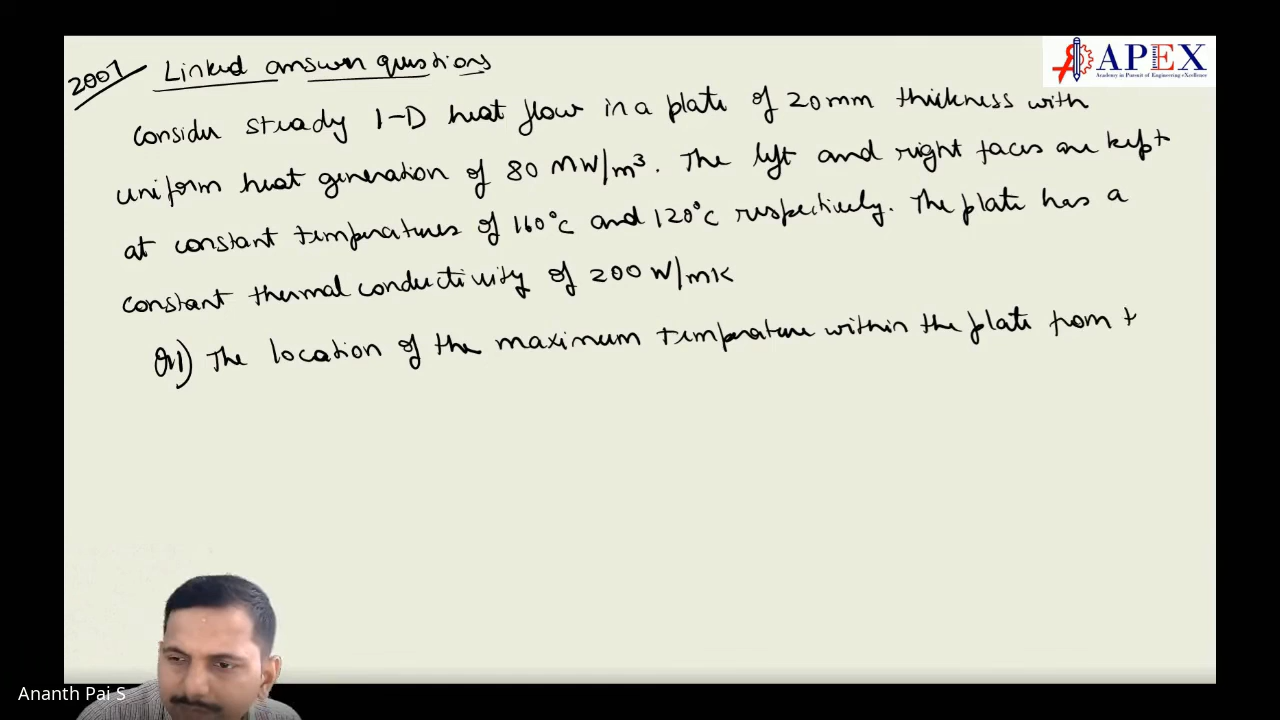 2007 Linked answer questions
APEX
Academy in Pursuit of Engineering eXcellence
Consider steady 1-D heat flow in a plate of 20mm thickness with
uniform heat generation of 80 MW/m³. The left and right faces are kept
at constant temperatures of 160°C and 120°C respectively. The plate has a
constant thermal conductivity of 200 W/mK
Q1) The location of the maximum temperature within the plate from t
Ananth Pai S